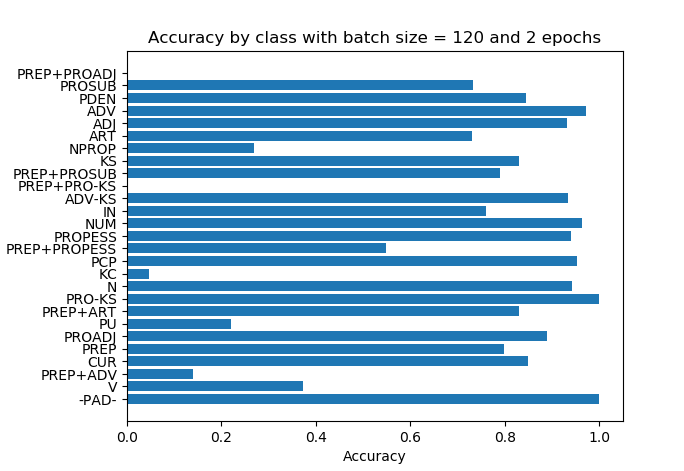 Accuracy by class with batch size = 120 and 2 epochs
PREP+PROADJ
PROSUB
PDEN
ADV
ADJ
ART
NPROP
KS
PREP+PROSUB
PREP+PRO-KS
ADV-KS
IN
NUM
PROPESS
PREP+PROPESS
PCP
KC
N
PRO-KS
PREP+ART
PU
PROADJ
PREP
CUR
PREP+ADV
V
-PAD-
0.0 0.2 0.4 0.6 0.8 1.0
Accuracy